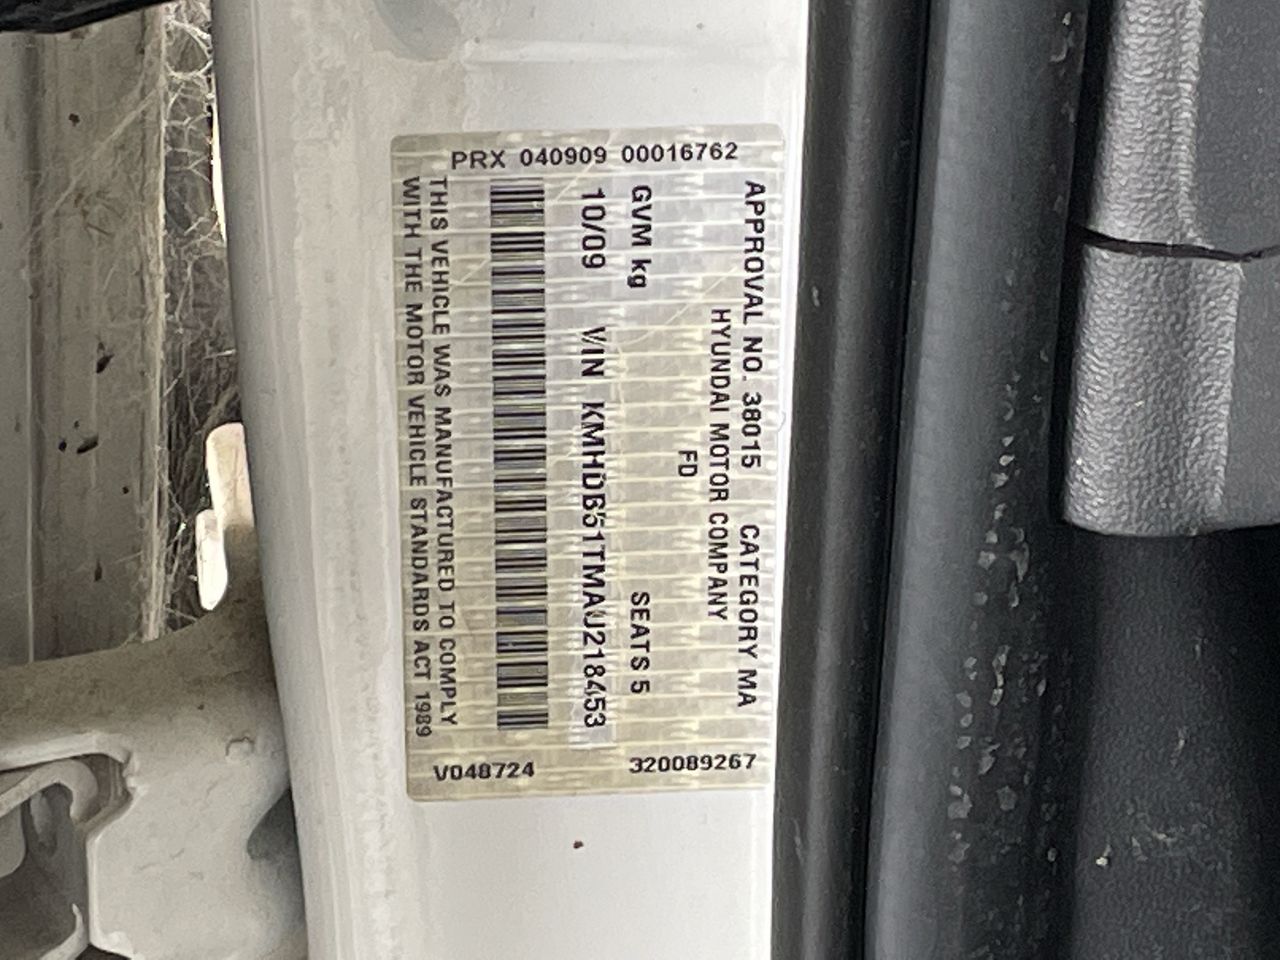 PRX 040909 00016762
APPROVAL NO. 38015 CATEGORY MA
HYUNDAI MOTOR COMPANY
FD
GVM kg SEATS 5
10/09 VIN KMHDB51TMAU218453
THIS VEHICLE WAS MANUFACTURED TO COMPLY
WITH THE MOTOR VEHICLE STANDARDS ACT 1989
V048724 320089267